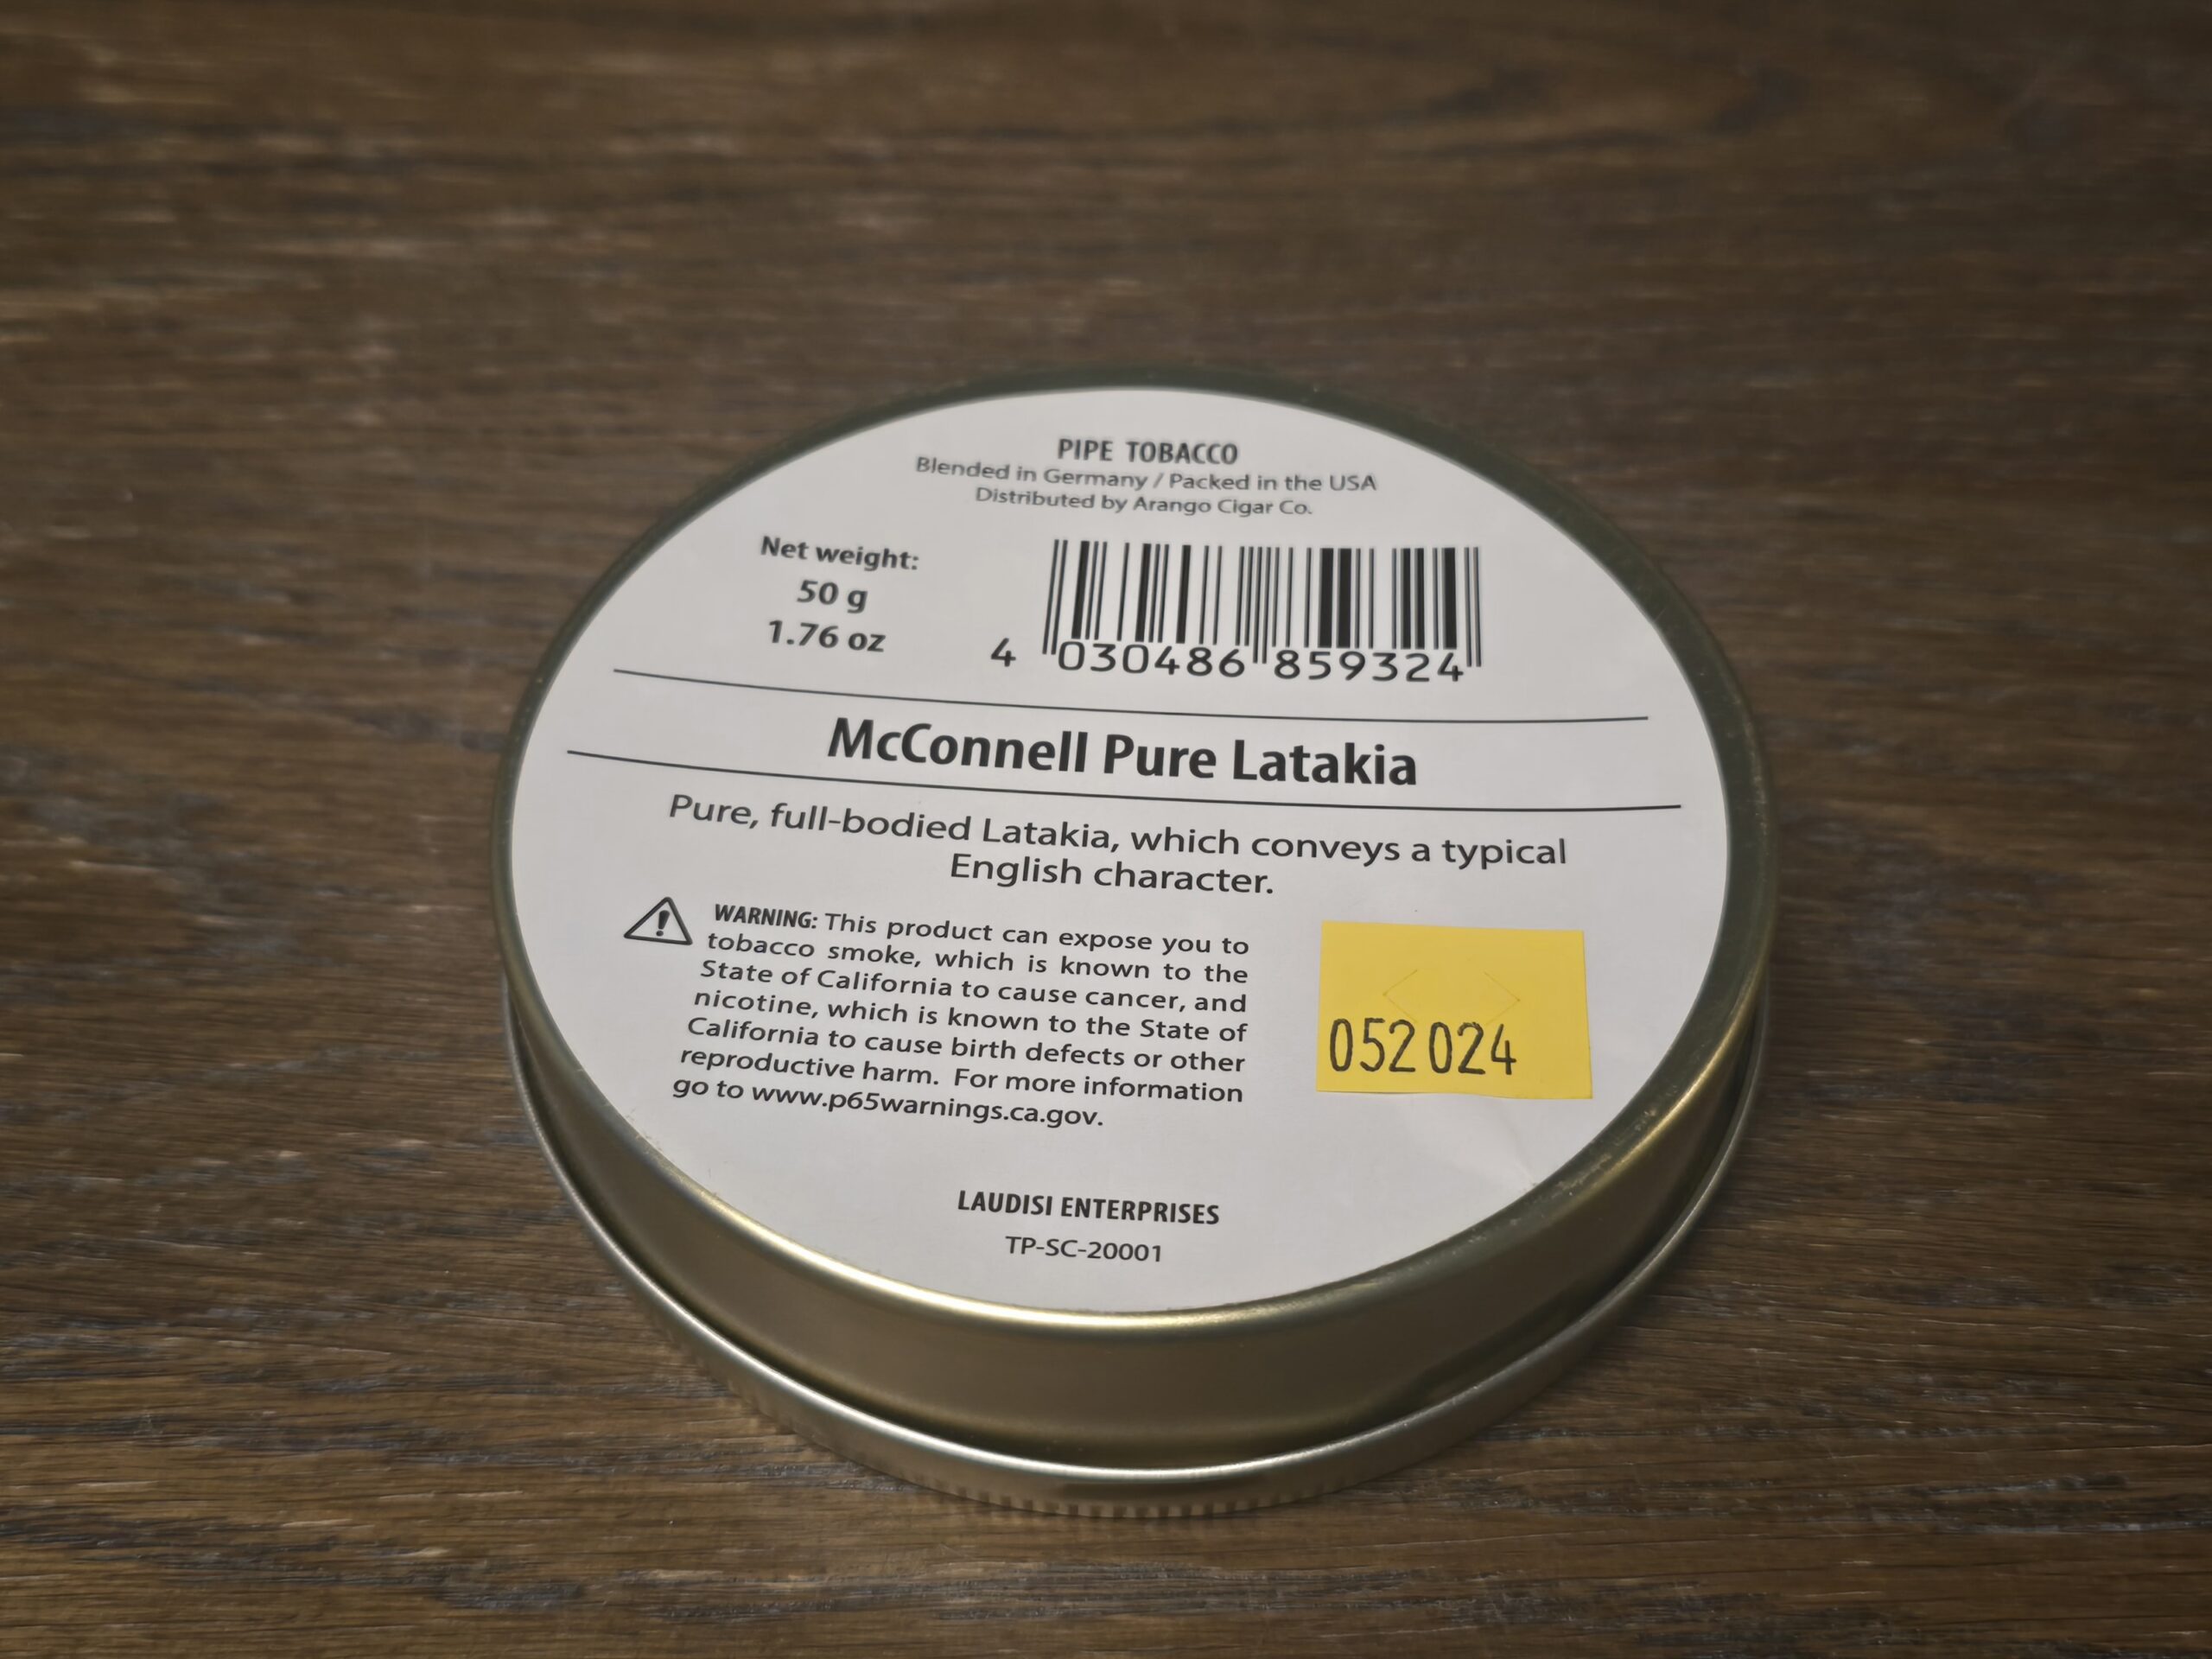 PIPE TOBACCO
Blended in Germany / Packed in the USA
Distributed by Arango Cigar Co.
Net weight:
50 g
1.76 oz
4 030486 859324
McConnell Pure Latakia
Pure, full-bodied Latakia, which conveys a typical
English character.
WARNING: This product can expose you to
tobacco smoke, which is known to the
State of California to cause cancer, and
nicotine, which is known to the State of
California to cause birth defects or other
reproductive harm. For more information
go to www.p65warnings.ca.gov.
052024
LAUDISI ENTERPRISES
TP-SC-20001